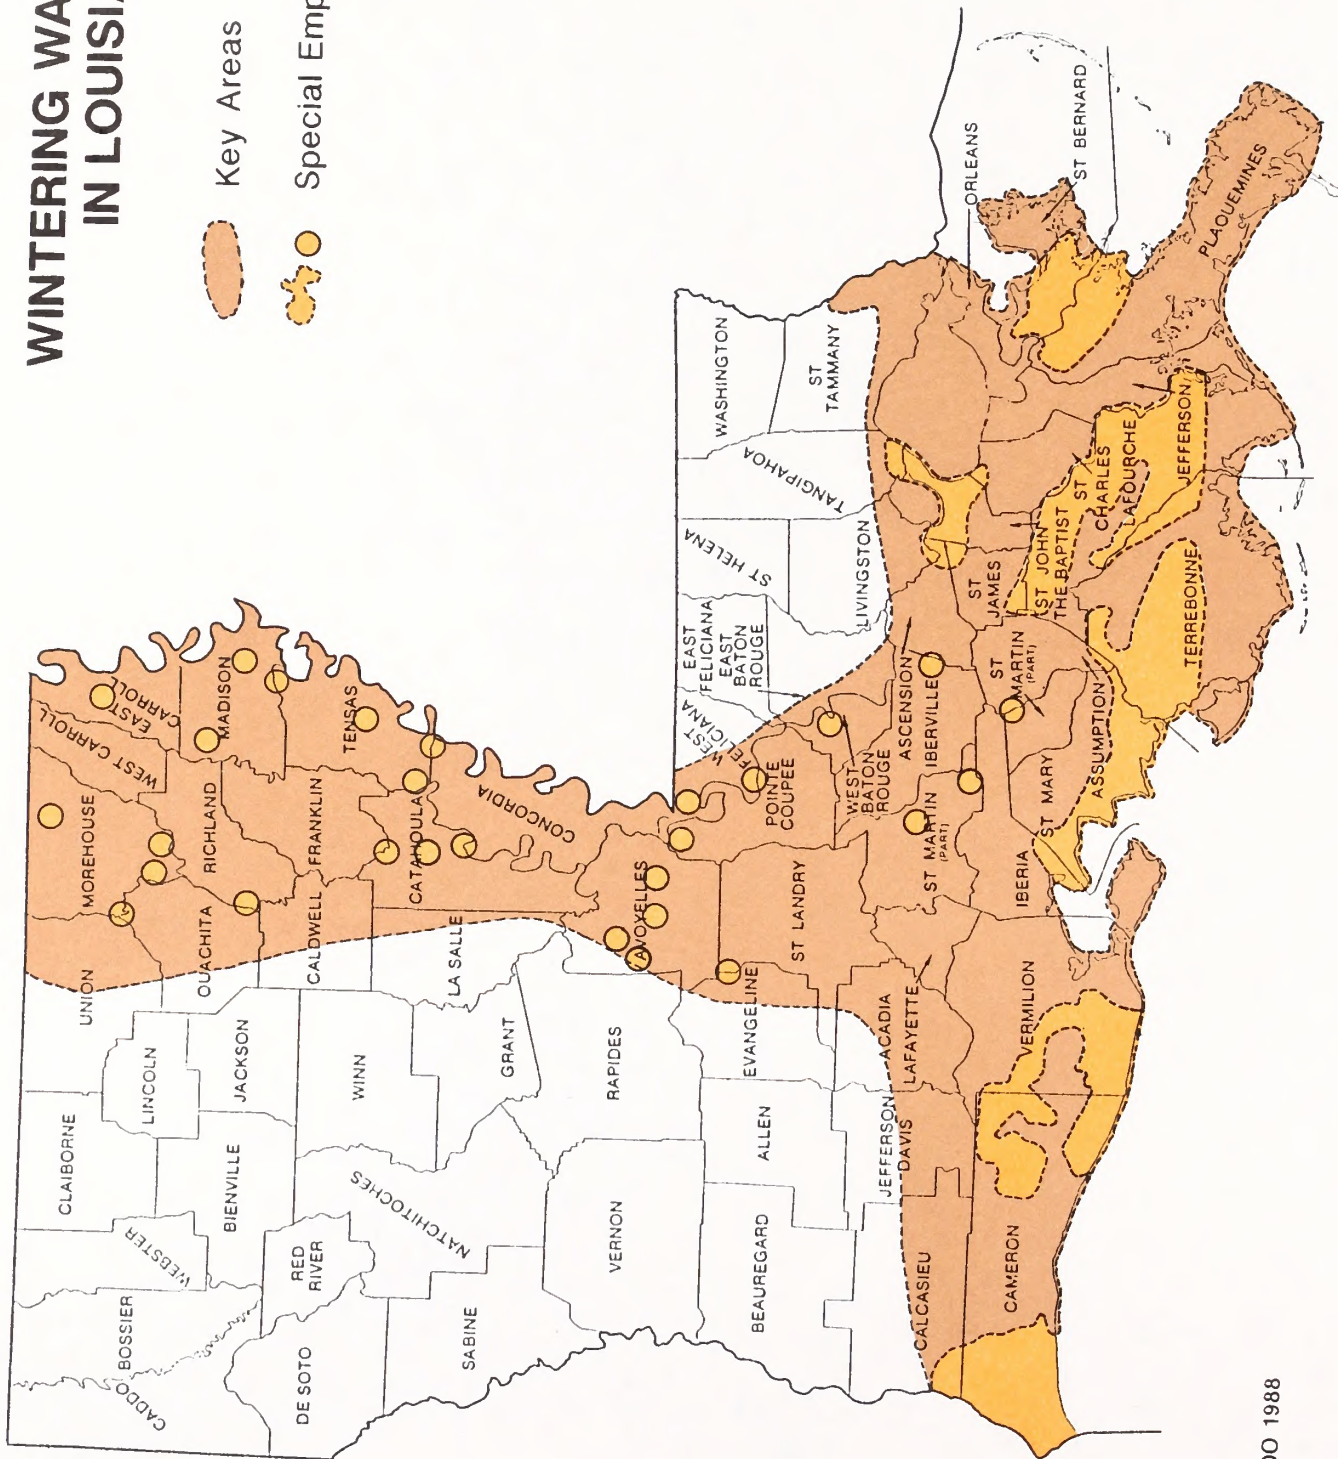 WINTERING WA
IN LOUISI
Key Areas
Special Emp
CADDO
BOSSIER
WEBSTER
CLAIBORNE
LINCOLN
UNION
MOREHOUSE
WEST CARROLL
EAST
CARROLL
DE SOTO
RED
RIVER
BIENVILLE
JACKSON
OUACHITA
RICHLAND
MADISON
SABINE
NATCHITOCHES
WINN
CALDWELL
FRANKLIN
TENSAS
GRANT
LA SALLE
CATAHOULA
CONCORDIA
VERNON
RAPIDES
AVOYELLES
BEAUREGARD
ALLEN
EVANGELINE
ST LANDRY
POINTE
COUPEE
WEST
FELICIANA
EAST
FELICIANA
EAST
BATON
ROUGE
ST HELENA
TANGIPAHOA
WASHINGTON
LIVINGSTON
ST
TAMMANY
WEST
BATON
ROUGE
CALCASIEU
JEFFERSON
DAVIS
ACADIA
LAFAYETTE
ST MARTIN
(PART)
IBERVILLE
ASCENSION
ST
JAMES
ST JOHN
THE BAPTIST
ST
CHARLES
ORLEANS
ST BERNARD
CAMERON
VERMILION
IBERIA
ST MARY
ST
MARTIN
(PART)
ASSUMPTION
TERREBONNE
LAFOURCHE
JEFFERSON
PLAQUEMINES
DO 1988